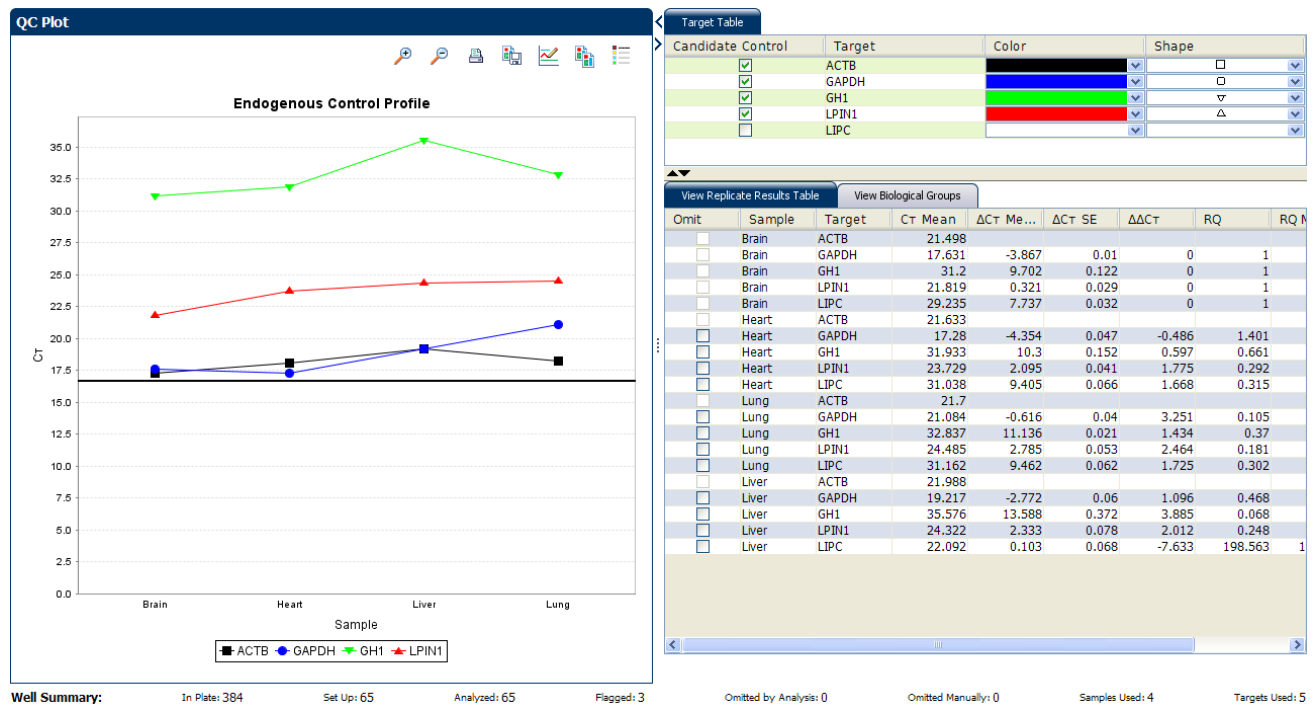 QC Plot
Endogenous Control Profile
35.0
32.5
30.0
27.5
25.0
22.5
20.0
17.5
15.0
12.5
10.0
7.5
5.0
2.5
0.0
Cт
Brain Heart Liver Lung
Sample
ACTB GAPDH GH1 LPIN1
Target Table
Candidate Control Target Color Shape
ACTB
GAPDH
GH1
LPIN1
LIPC
View Replicate Results Table View Biological Groups
Omit Sample Target Cт Mean ΔCт Me... ΔCт SE ΔΔCт RQ RQ M
Brain ACTB 21.498
Brain GAPDH 17.631 -3.867 0.01 0 1
Brain GH1 31.2 9.702 0.122 0 1
Brain LPIN1 21.819 0.321 0.029 0 1
Brain LIPC 29.235 7.737 0.032 0 1
Heart ACTB 21.633
Heart GAPDH 17.28 -4.354 0.047 -0.486 1.401
Heart GH1 31.933 10.3 0.152 0.597 0.661
Heart LPIN1 23.729 2.095 0.041 1.775 0.292
Heart LIPC 31.038 9.405 0.066 1.668 0.315
Lung ACTB 21.7
Lung GAPDH 21.084 -0.616 0.04 3.251 0.105
Lung GH1 32.837 11.136 0.021 1.434 0.37
Lung LPIN1 24.485 2.785 0.053 2.464 0.181
Lung LIPC 31.162 9.462 0.062 1.725 0.302
Liver ACTB 21.988
Liver GAPDH 19.217 -2.772 0.06 1.096 0.468
Liver GH1 35.576 13.588 0.372 3.885 0.068
Liver LPIN1 24.322 2.333 0.078 2.012 0.248
Liver LIPC 22.092 0.103 0.068 -7.633 198.563 1
Well Summary: In Plate: 384 Set Up: 65 Analyzed: 65 Flagged: 3 Omitted by Analysis: 0 Omitted Manually: 0 Samples Used: 4 Targets Used: 5